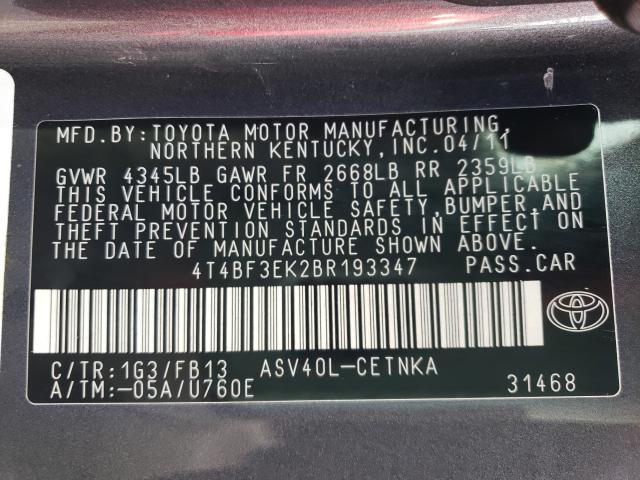 MFD.BY:TOYOTA MOTOR MANUFACTURING,
NORTHERN KENTUCKY, INC.04/11
GVWR 4345LB GAWR FR 2668LB RR 2359LB
THIS VEHICLE CONFORMS TO ALL APPLICABLE
FEDERAL MOTOR VEHICLE SAFETY,BUMPER,AND
THEFT PREVENTION STANDARDS IN EFFECT ON
THE DATE OF MANUFACTURE SHOWN ABOVE.
4T4BF3EK2BR193347 PASS.CAR
C/TR:1G3/FB13 ASV40L-CETNKA
A/TM:-05A/U760E 31468